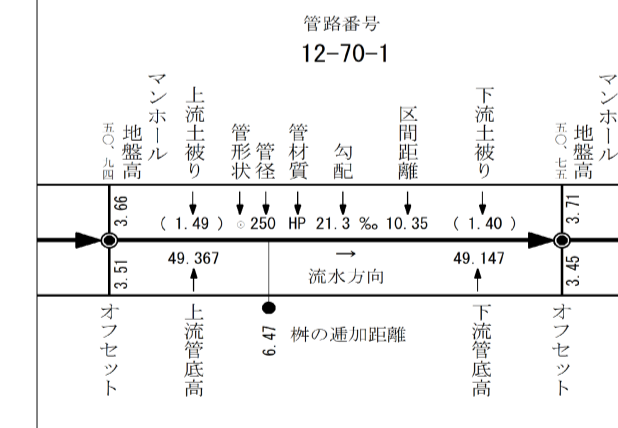 管路番号
12-70-1
マンホール
地盤高
五〇、九四
上流土被り
管形状
管径
管材質
勾配
区間距離
下流土被り
マンホール
地盤高
五〇、七五
3.66
( 1.49 ) ◎ 250 HP 21.3 ‰ 10.35 ( 1.40 )
3.71
3.51
49.367
→
流水方向
49.147
3.45
オフセット
上流管底高
6.47
桝の逓加距離
下流管底高
オフセット